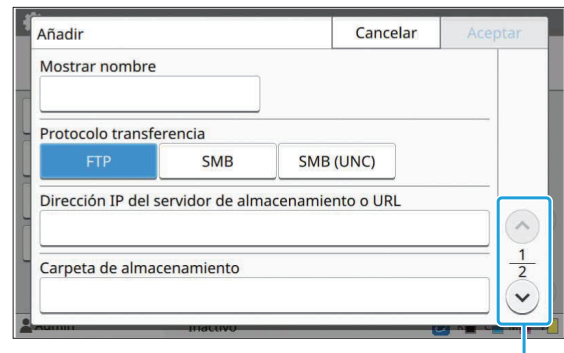 Añadir
Cancelar
Aceptar
Mostrar nombre
Protocolo transferencia
FTP
SMB
SMB (UNC)
Dirección IP del servidor de almacenamiento o URL
1
2
Carpeta de almacenamiento
Admin
Inactivo